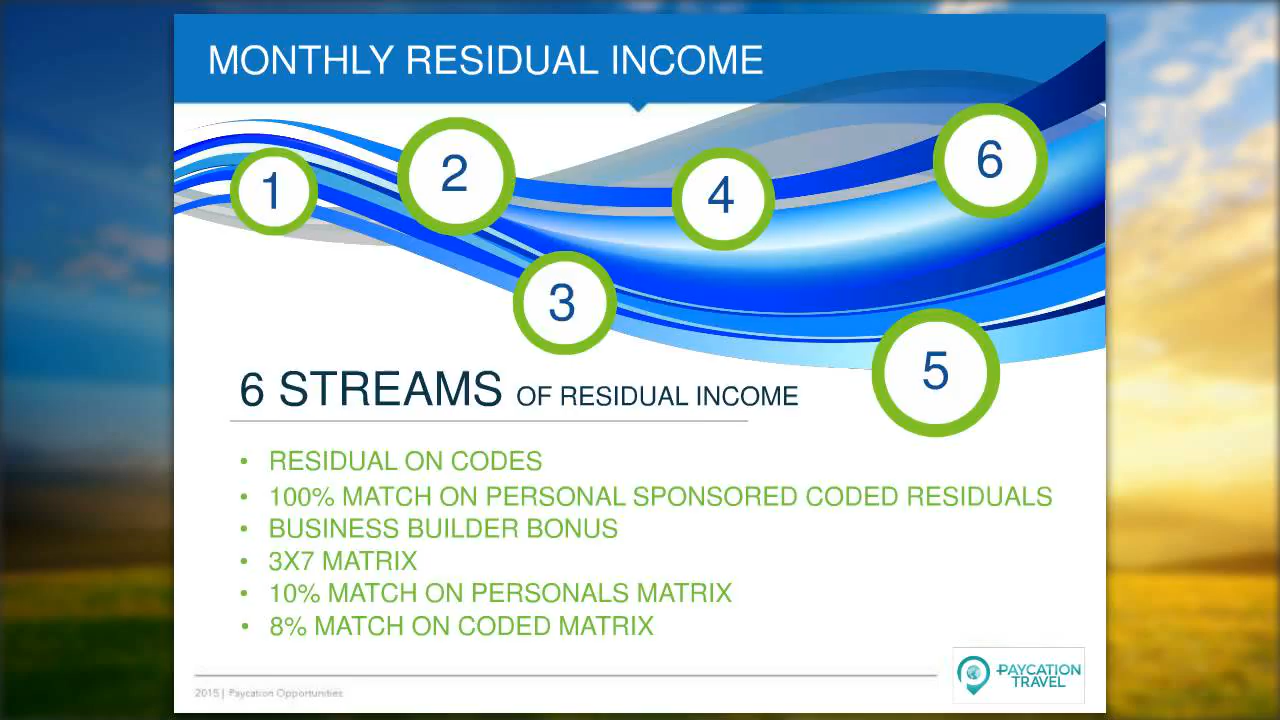 MONTHLY RESIDUAL INCOME
1
2
3
4
5
6
6 STREAMS OF RESIDUAL INCOME
• RESIDUAL ON CODES
• 100% MATCH ON PERSONAL SPONSORED CODED RESIDUALS
• BUSINESS BUILDER BONUS
• 3X7 MATRIX
• 10% MATCH ON PERSONALS MATRIX
• 8% MATCH ON CODED MATRIX
2015 | Paycation Opportunities
PAYCATION
TRAVEL